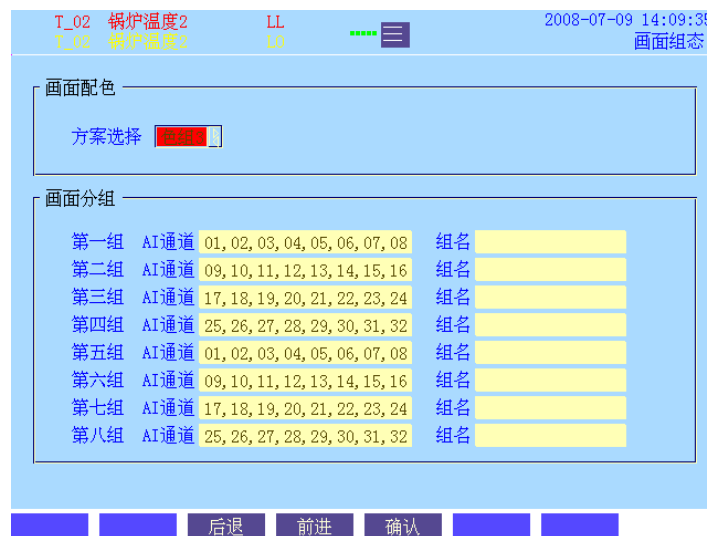 T_02 锅炉温度2 LL 2008-07-09 14:09:35
T_02 锅炉温度2 LO 画面组态
画面配色
方案选择 色组3
画面分组
第一组 AI通道 01,02,03,04,05,06,07,08 组名
第二组 AI通道 09,10,11,12,13,14,15,16 组名
第三组 AI通道 17,18,19,20,21,22,23,24 组名
第四组 AI通道 25,26,27,28,29,30,31,32 组名
第五组 AI通道 01,02,03,04,05,06,07,08 组名
第六组 AI通道 09,10,11,12,13,14,15,16 组名
第七组 AI通道 17,18,19,20,21,22,23,24 组名
第八组 AI通道 25,26,27,28,29,30,31,32 组名
后退 前进 确认